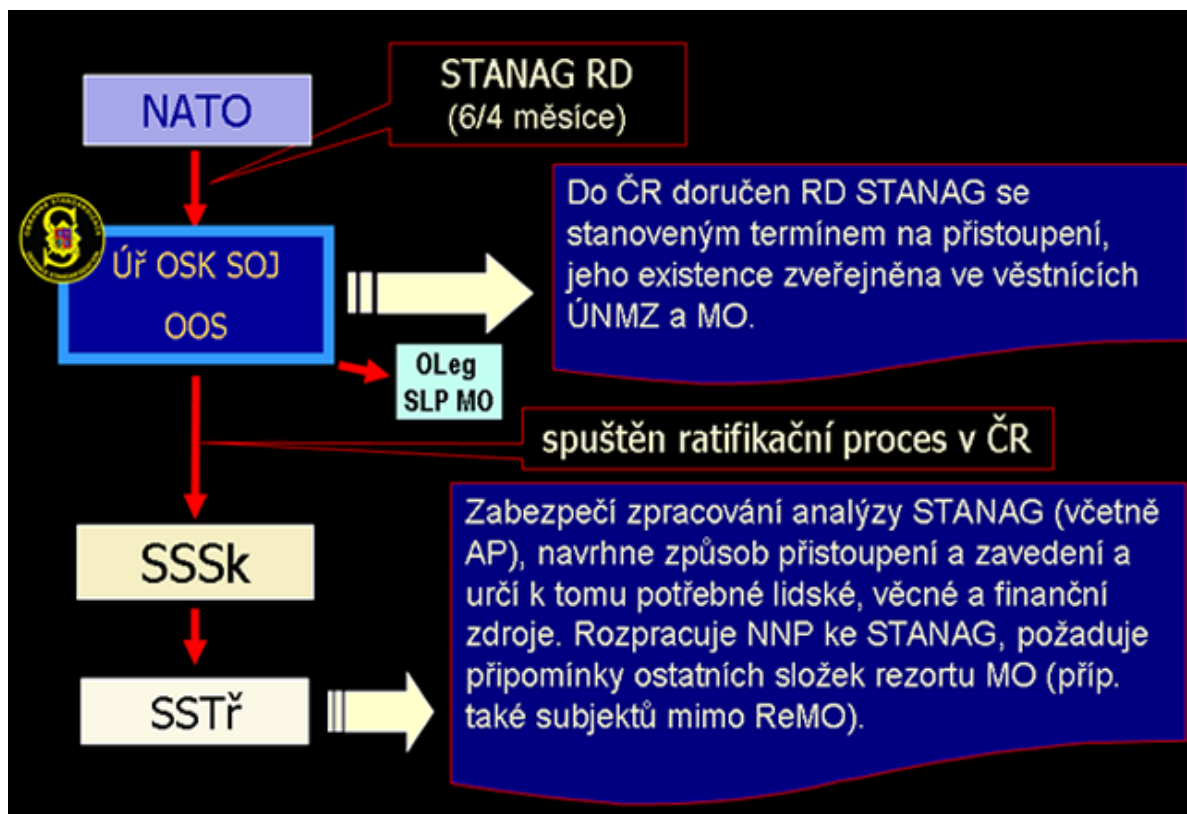 NATO
STANAG RD
(6/4 měsíce)
Úř OSK SOJ
OOS
Do ČR doručen RD STANAG se
stanoveným termínem na přistoupení,
jeho existence zveřejněna ve věstnících
ÚNMZ a MO.
OLeg
SLP MO
spuštěn ratifikační proces v ČR
SSSk
Zabezpečí zpracování analýzy STANAG (včetně
AP), navrhne způsob přistoupení a zavedení a
určí k tomu potřebné lidské, věcné a finanční
zdroje. Rozpracuje NNP ke STANAG, požaduje
připomínky ostatních složek rezortu MO (příp.
také subjektů mimo ReMO).
SSTř